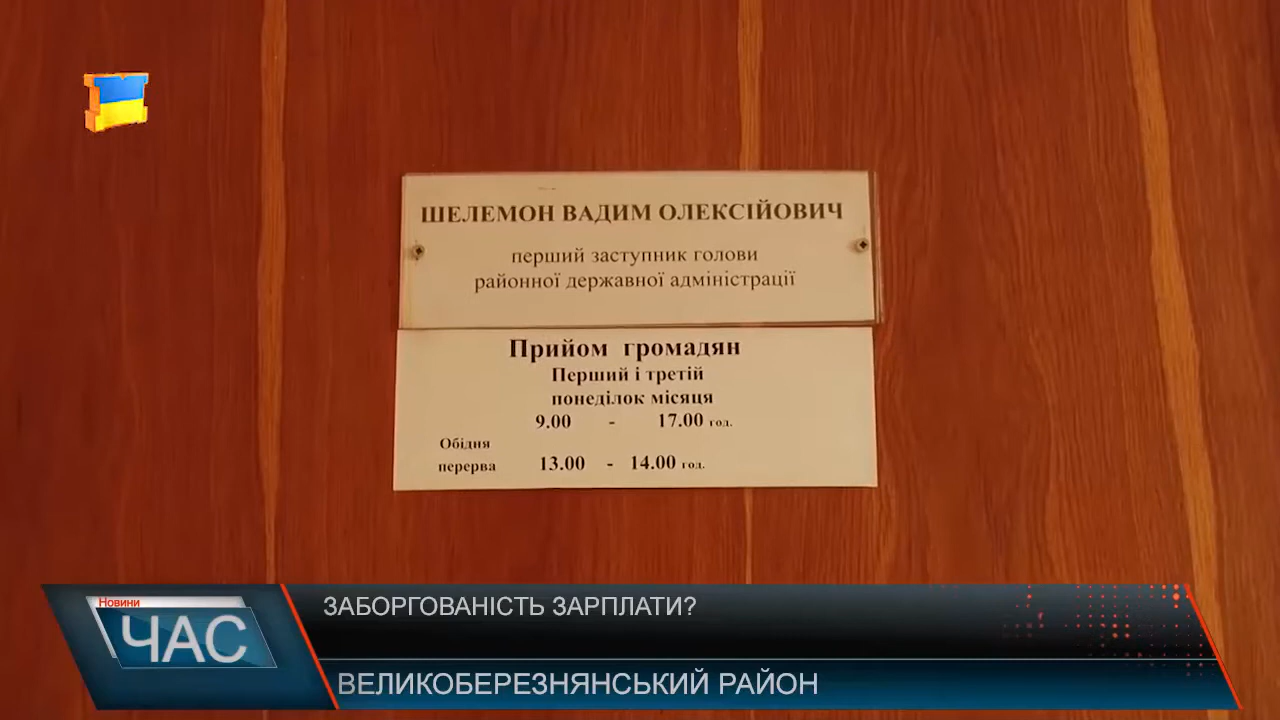 ШЕЛЕМОН ВАДИМ ОЛЕКСІЙОВИЧ
перший заступник голови
районної державної адміністрації
Прийом громадян
Перший і третій
понеділок місяця
9.00 - 17.00 год.
Обідня
перерва 13.00 - 14.00 год.
Новини
ЧАС
ЗАБОРГОВАНІСТЬ ЗАРПЛАТИ?
ВЕЛИКОБЕРЕЗНЯНСЬКИЙ РАЙОН